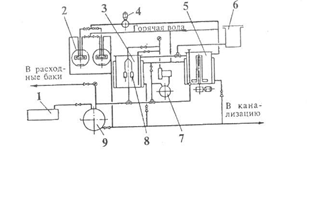 2
3
4
5
6
Горячая вода
В расход-
ные баки
1
В кана-
лизацию
9
8
7